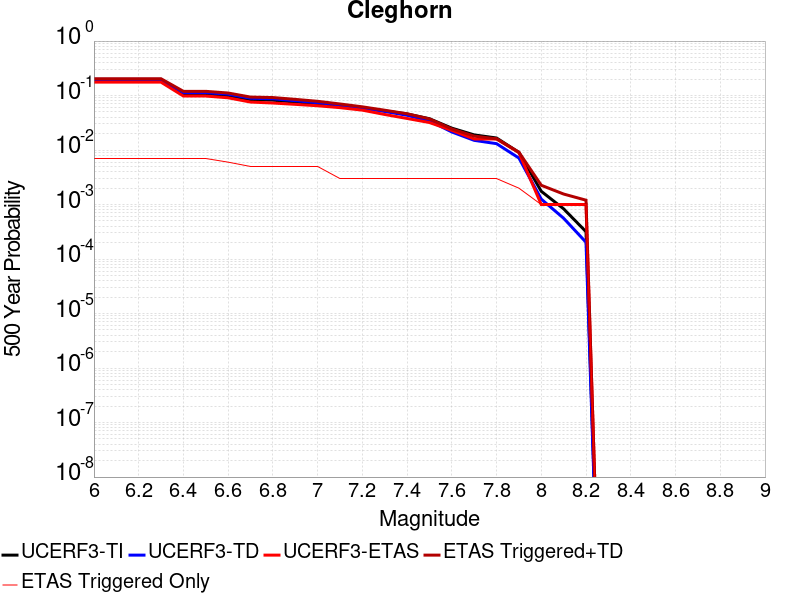 Cleghorn
500 Year Probability
10^0
10^-1
10^-2
10^-3
10^-4
10^-5
10^-6
10^-7
10^-8
6 6.2 6.4 6.6 6.8 7 7.2 7.4 7.6 7.8 8 8.2 8.4 8.6 8.8 9
Magnitude
UCERF3-TI UCERF3-TD UCERF3-ETAS ETAS Triggered+TD
ETAS Triggered Only